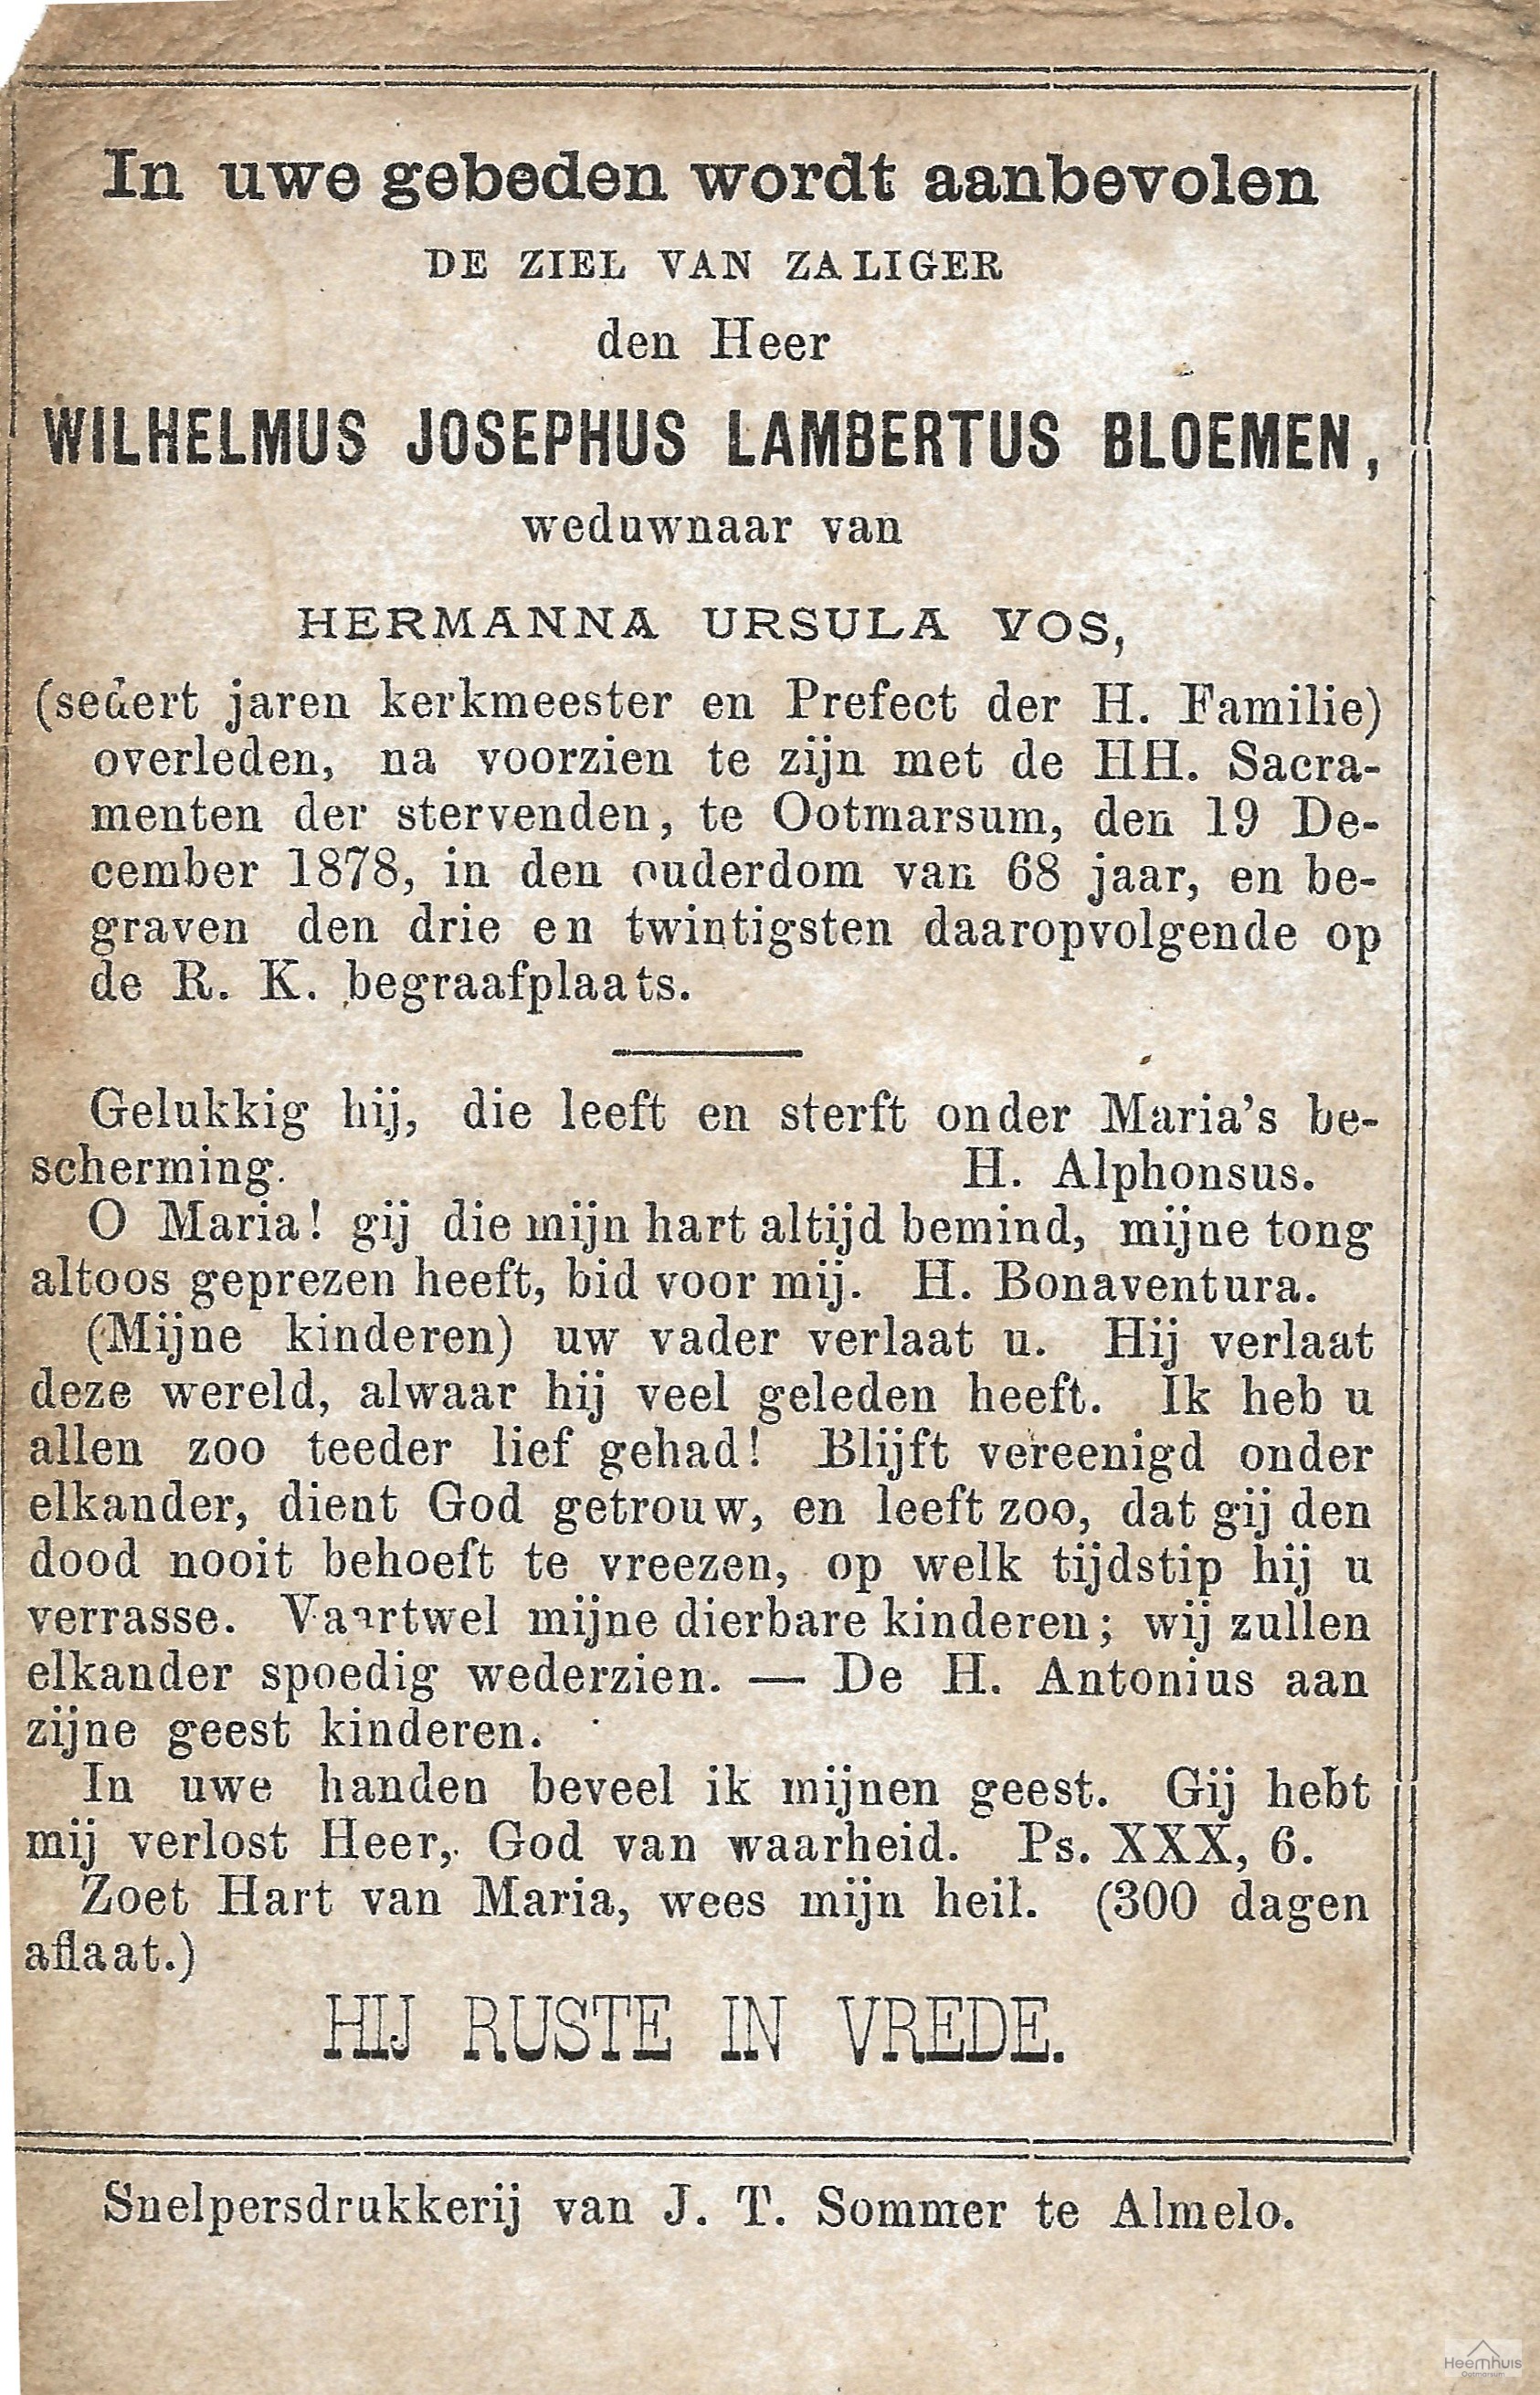 In uwe gebeden wordt aanbevolen
DE ZIEL VAN ZALIGER
den Heer
WILHELMUS JOSEPHUS LAMBERTUS BLOEMEN,
weduwnaar van
HERMANNA URSULA VOS,
(sedert jaren kerkmeester en Prefect der H. Familie)
overleden, na voorzien te zijn met de HH. Sacra-
menten der stervenden, te Ootmarsum, den 19 De-
cember 1878, in den ouderdom van 68 jaar, en be-
graven den drie en twintigsten daaropvolgende op
de R. K. begraafplaats.
Gelukkig hij, die leeft en sterft onder Maria's be-
scherming. H. Alphonsus.
O Maria! gij die mijn hart altijd bemind, mijne tong
altoos geprezen heeft, bid voor mij. H. Bonaventura.
(Mijne kinderen) uw vader verlaat u. Hij verlaat
deze wereld, alwaar hij veel geleden heeft. Ik heb u
allen zoo teeder lief gehad! Blijft vereenigd onder
elkander, dient God getrouw, en leeft zoo, dat gij den
dood nooit behoeft te vreezen, op welk tijdstip hij u
verrasse. Vaartwel mijne dierbare kinderen; wij zullen
elkander spoedig wederzien. — De H. Antonius aan
zijne geest kinderen.
In uwe handen beveel ik mijnen geest. Gij hebt
mij verlost Heer, God van waarheid. Ps. XXX, 6.
Zoet Hart van Maria, wees mijn heil. (300 dagen
aflaat.)
HIJ RUSTE IN VREDE.
Snelpersdrukkerij van J. T. Sommer te Almelo.
Heemhuis
Ootmarsum